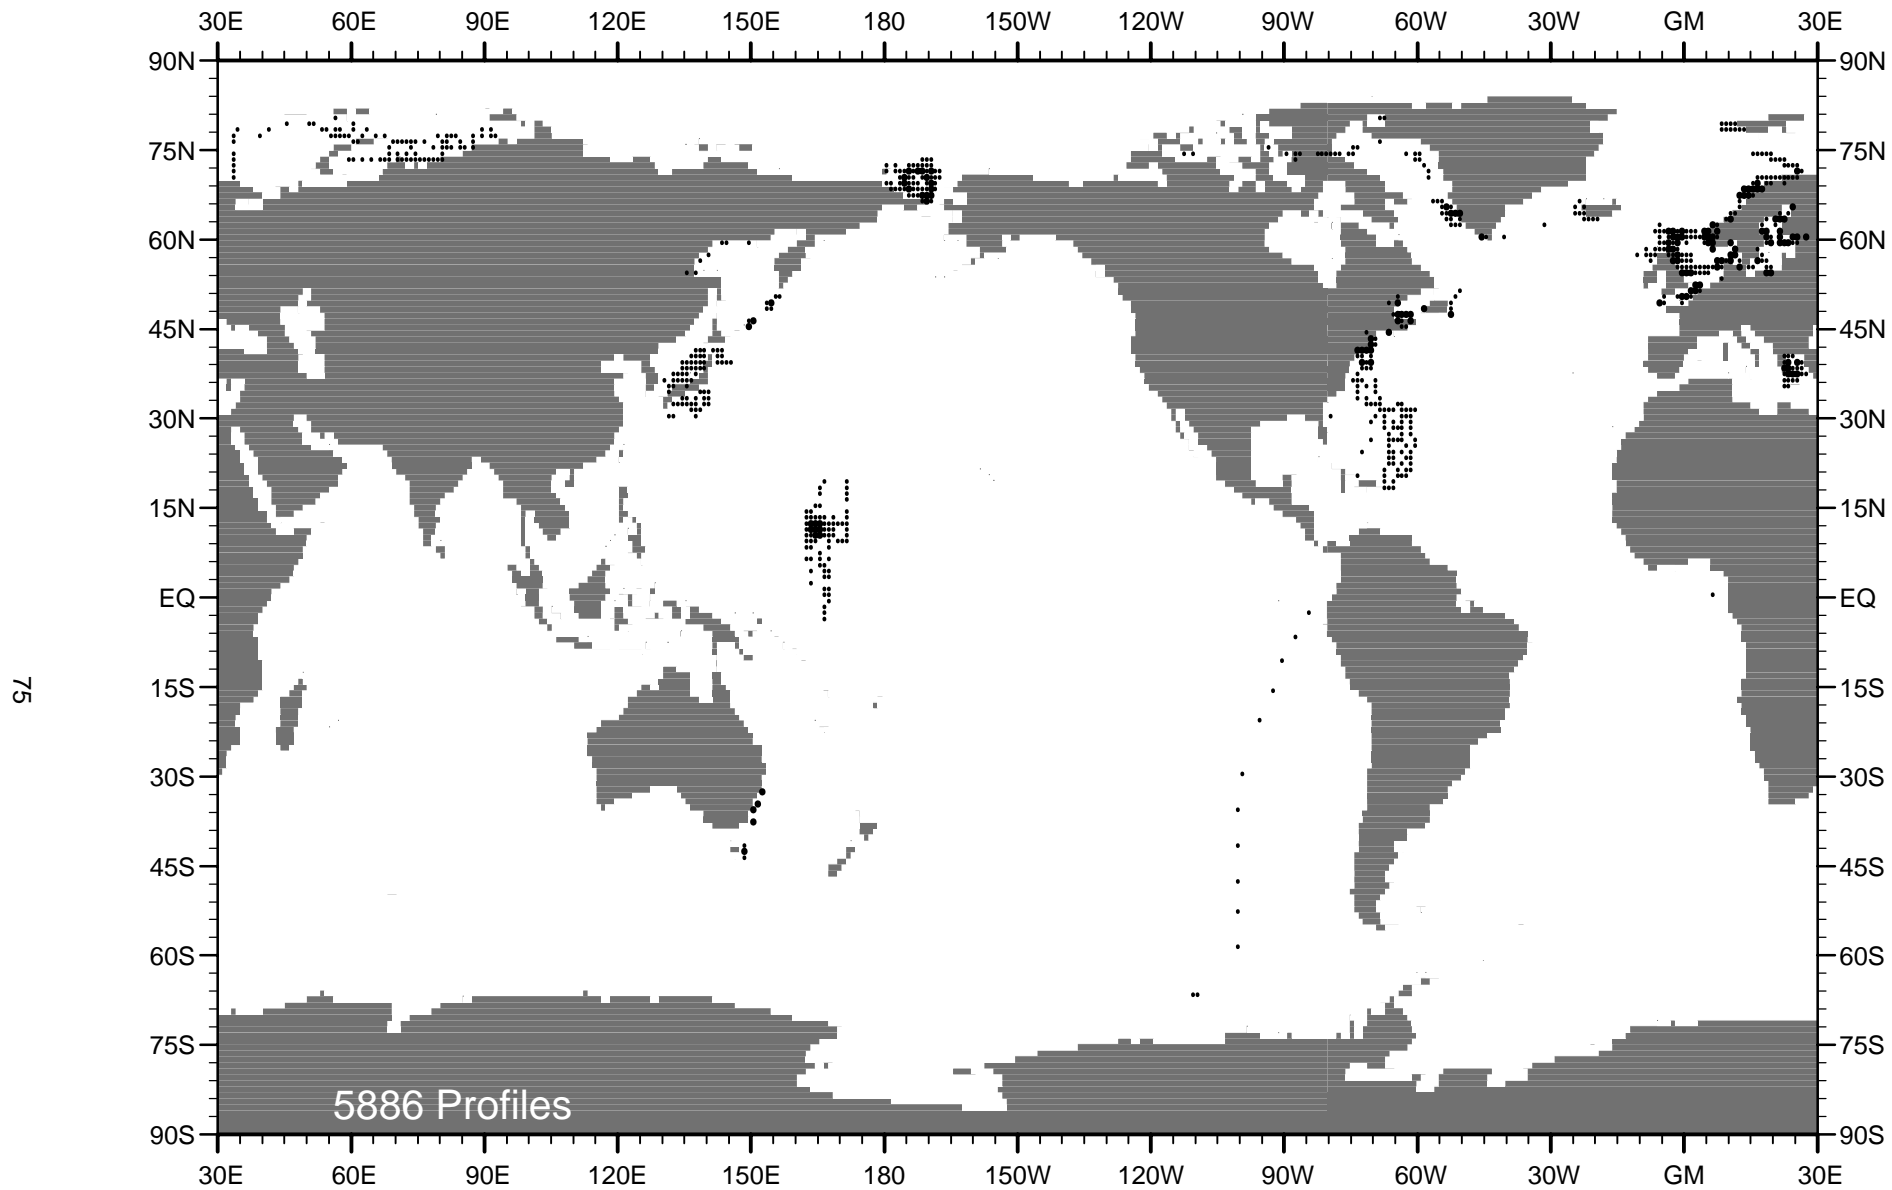 30E 60E 90E 120E 150E 180 150W 120W 90W 60W 30W GM 30E
90N 90N
75N 75N
60N 60N
45N 45N
30N 30N
15N 15N
EQ EQ
15S 15S
75
30S 30S
45S 45S
60S 60S
75S 75S
5886 Profiles
90S 90S
30E 60E 90E 120E 150E 180 150W 120W 90W 60W 30W GM 30E